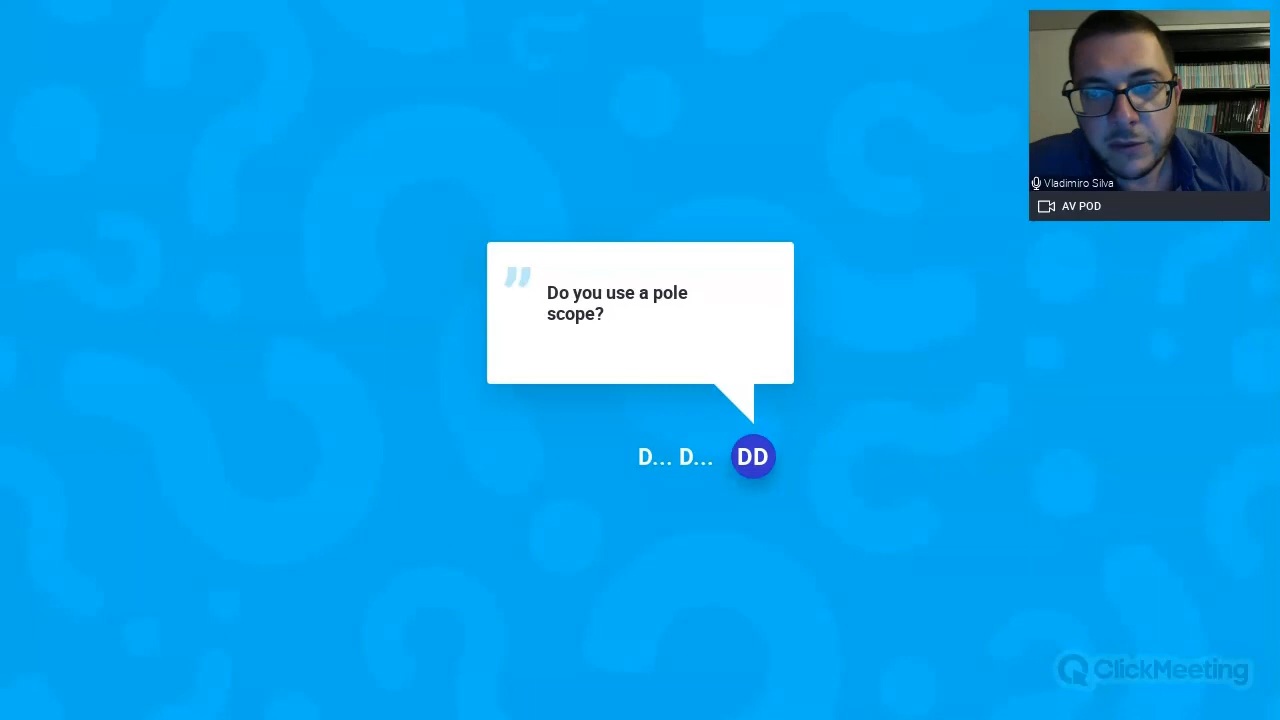 Vladimiro Silva
AV POD
Do you use a pole
scope?
D... D... DD
ClickMeeting